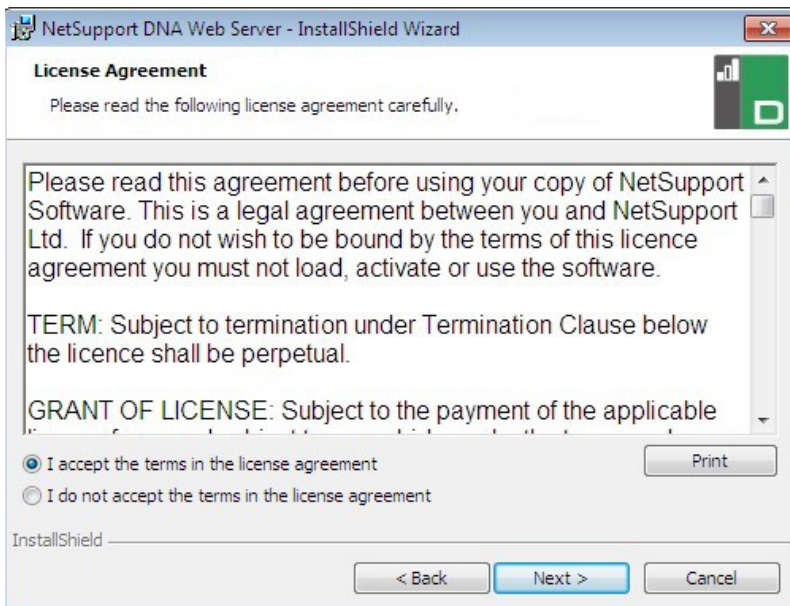 NetSupport DNA Web Server - InstallShield Wizard
License Agreement
Please read the following license agreement carefully.
D
Please read this agreement before using your copy of NetSupport
Software. This is a legal agreement between you and NetSupport
Ltd.  If you do not wish to be bound by the terms of this licence
agreement you must not load, activate or use the software.
TERM: Subject to termination under Termination Clause below
the licence shall be perpetual.
GRANT OF LICENSE: Subject to the payment of the applicable
I accept the terms in the license agreement
Print
I do not accept the terms in the license agreement
InstallShield
< Back
Next >
Cancel